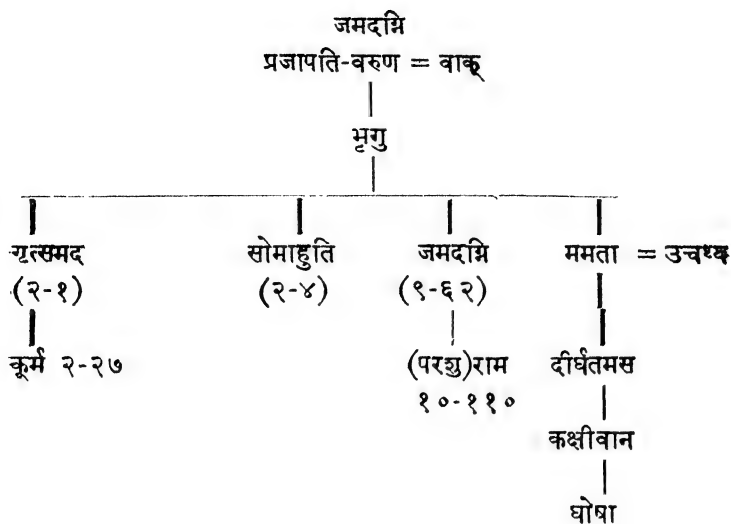 जमदग्नि
प्रजापति-वरुण = वाक्
भृगु
गृत्समद सोमाहुति जमदग्नि ममता = उचथ्य
(२-१) (२-४) (९-६२)
कूर्म २-२७ (परशु)राम दीर्घतमस
१०-११०
कक्षीवान
घोषा